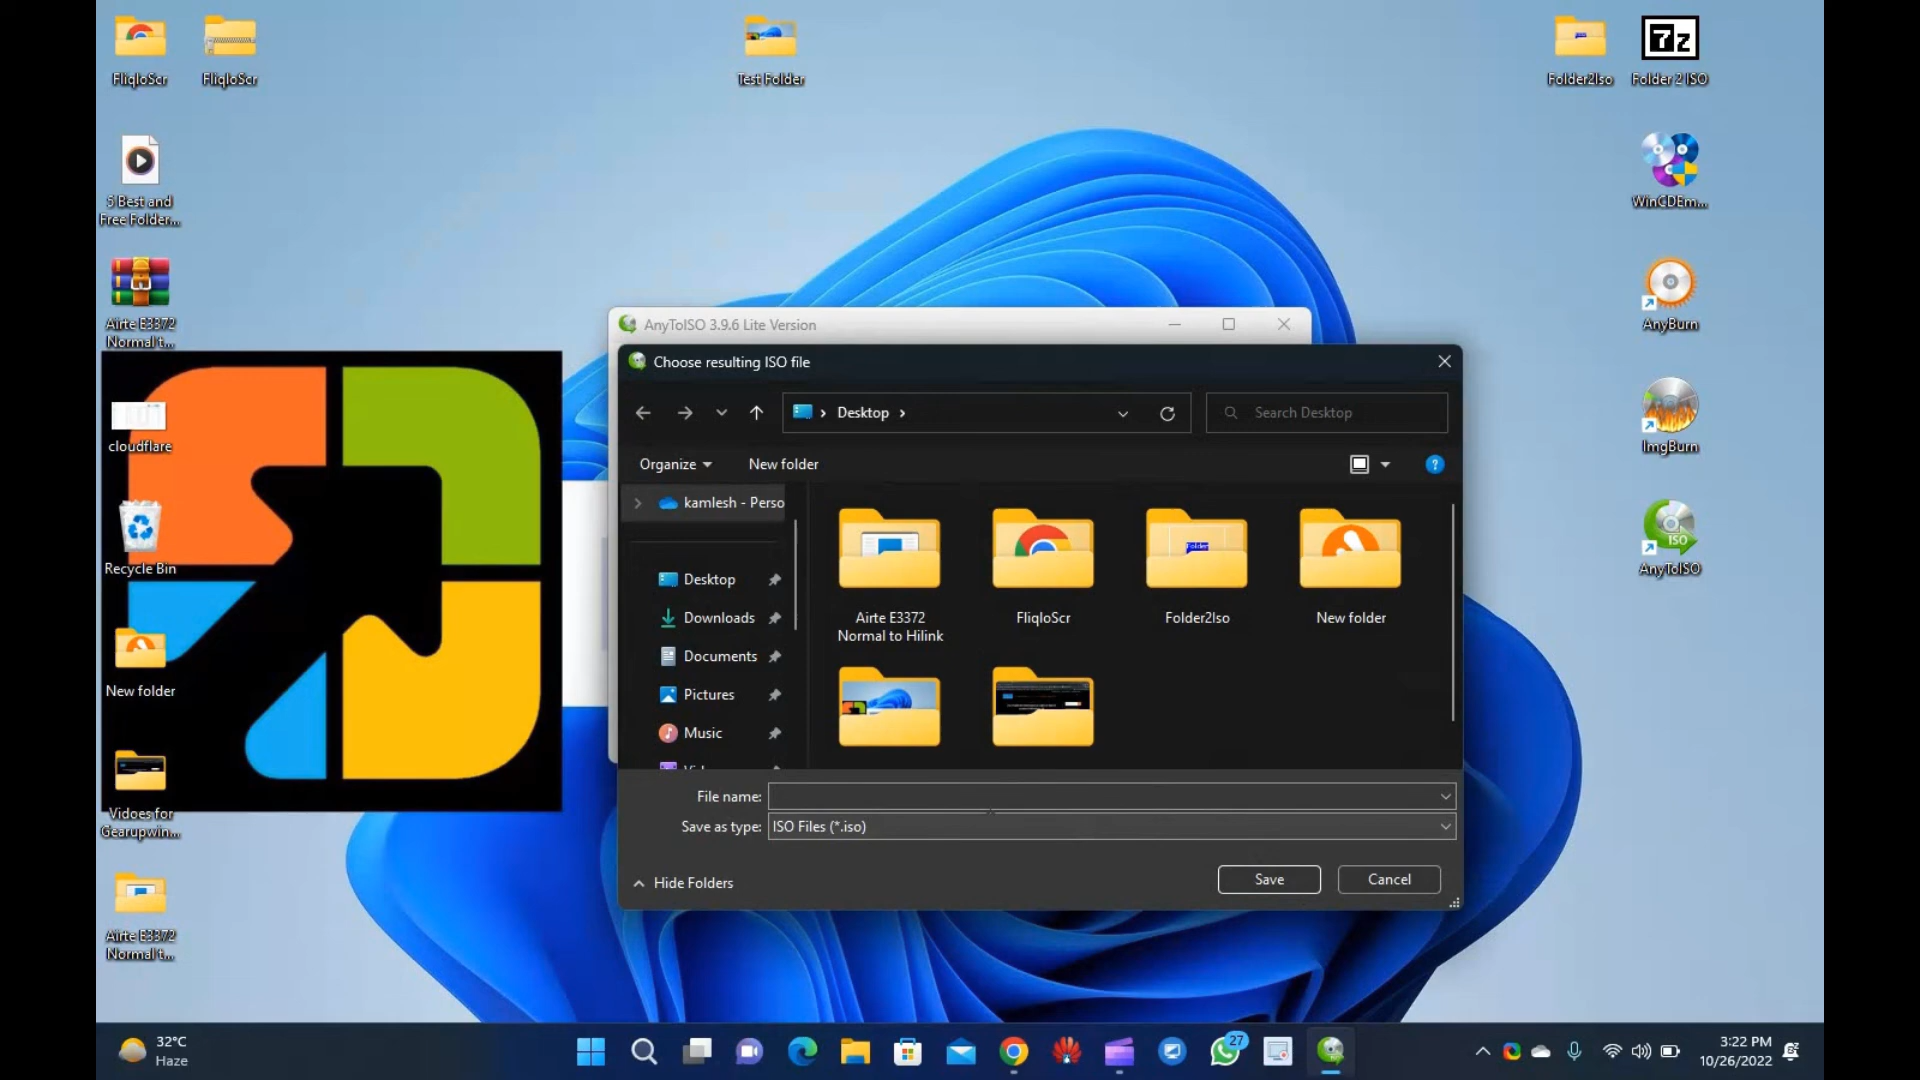 FliqloScr
FliqloScr
Test Folder
Folder2Iso
Folder 2 ISO
7z
5 Best and
Free Folder...
WinCDEm...
Airte E3372
Normal t...
AnyBurn
cloudflare
ImgBurn
Recycle Bin
ISO
AnyToISO
New folder
Vidoes for
Gearupwin...
Airte E3372
Normal t...
AnyToISO 3.9.6 Lite Version
Choose resulting ISO file
Desktop
Search Desktop
Organize
New folder
?
kamlesh - Perso
Desktop
Downloads
Documents
Pictures
Music
Folder
Airte E3372
Normal to Hilink
FliqloScr
Folder2Iso
New folder
File name:
Save as type:
ISO Files (*.iso)
Hide Folders
Save
Cancel
32°C
Haze
27
3:22 PM
10/26/2022